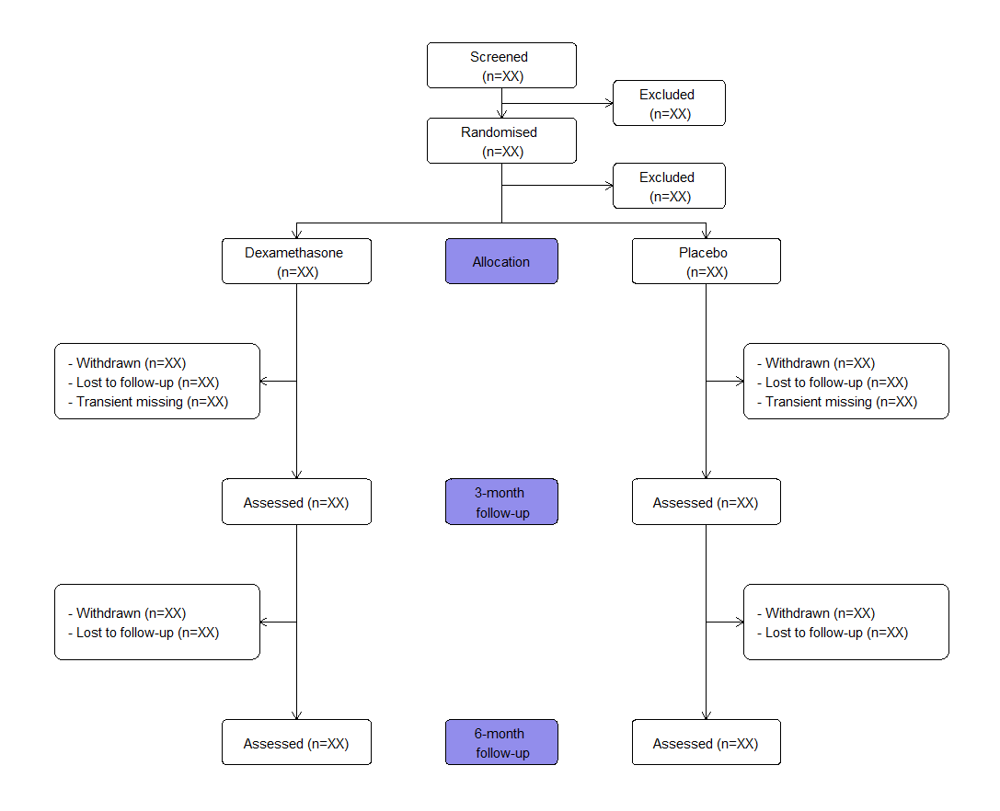 Screened
(n=XX)
Excluded
(n=XX)
Randomised
(n=XX)
Excluded
(n=XX)
Dexamethasone
(n=XX)
Allocation
Placebo
(n=XX)
- Withdrawn (n=XX)
- Lost to follow-up (n=XX)
- Transient missing (n=XX)
- Withdrawn (n=XX)
- Lost to follow-up (n=XX)
- Transient missing (n=XX)
Assessed (n=XX)
3-month
follow-up
Assessed (n=XX)
- Withdrawn (n=XX)
- Lost to follow-up (n=XX)
- Withdrawn (n=XX)
- Lost to follow-up (n=XX)
Assessed (n=XX)
6-month
follow-up
Assessed (n=XX)